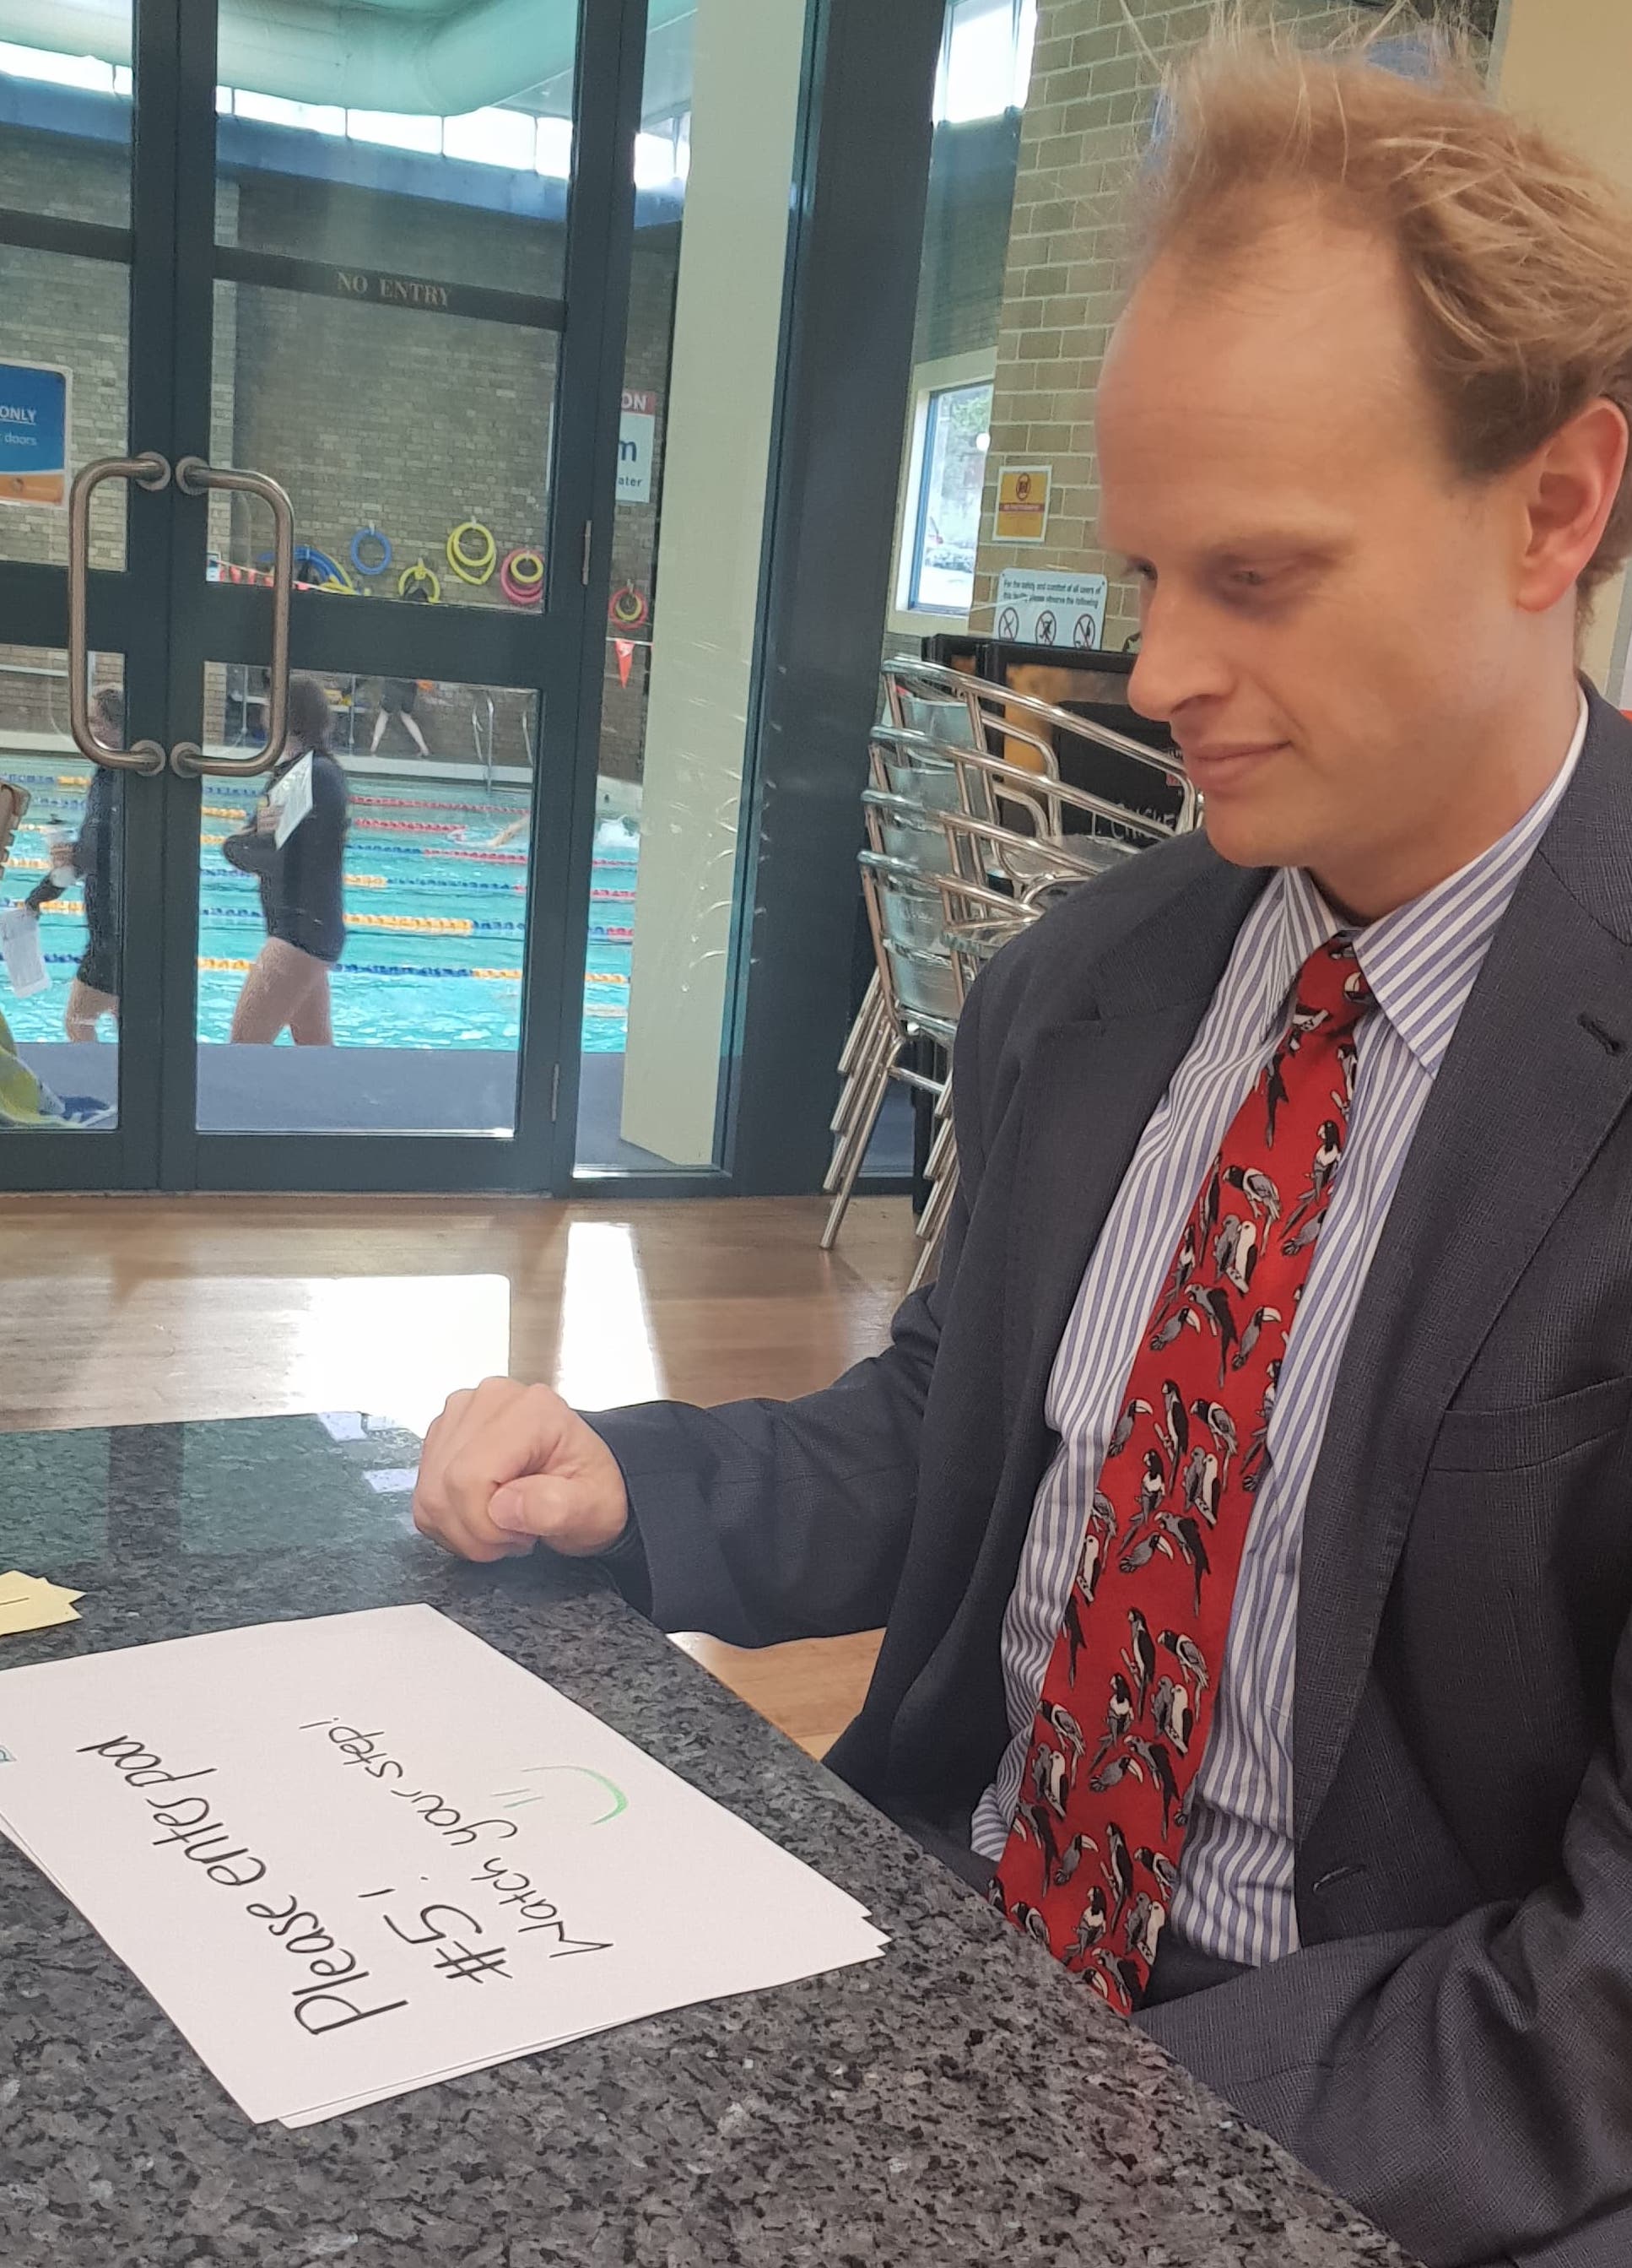 NO ENTRY
ONLY
doors
ON
m
ater
For the safety and comfort of all users of
this facility please observe the following
Please enter pool
#5!
Watch your step!